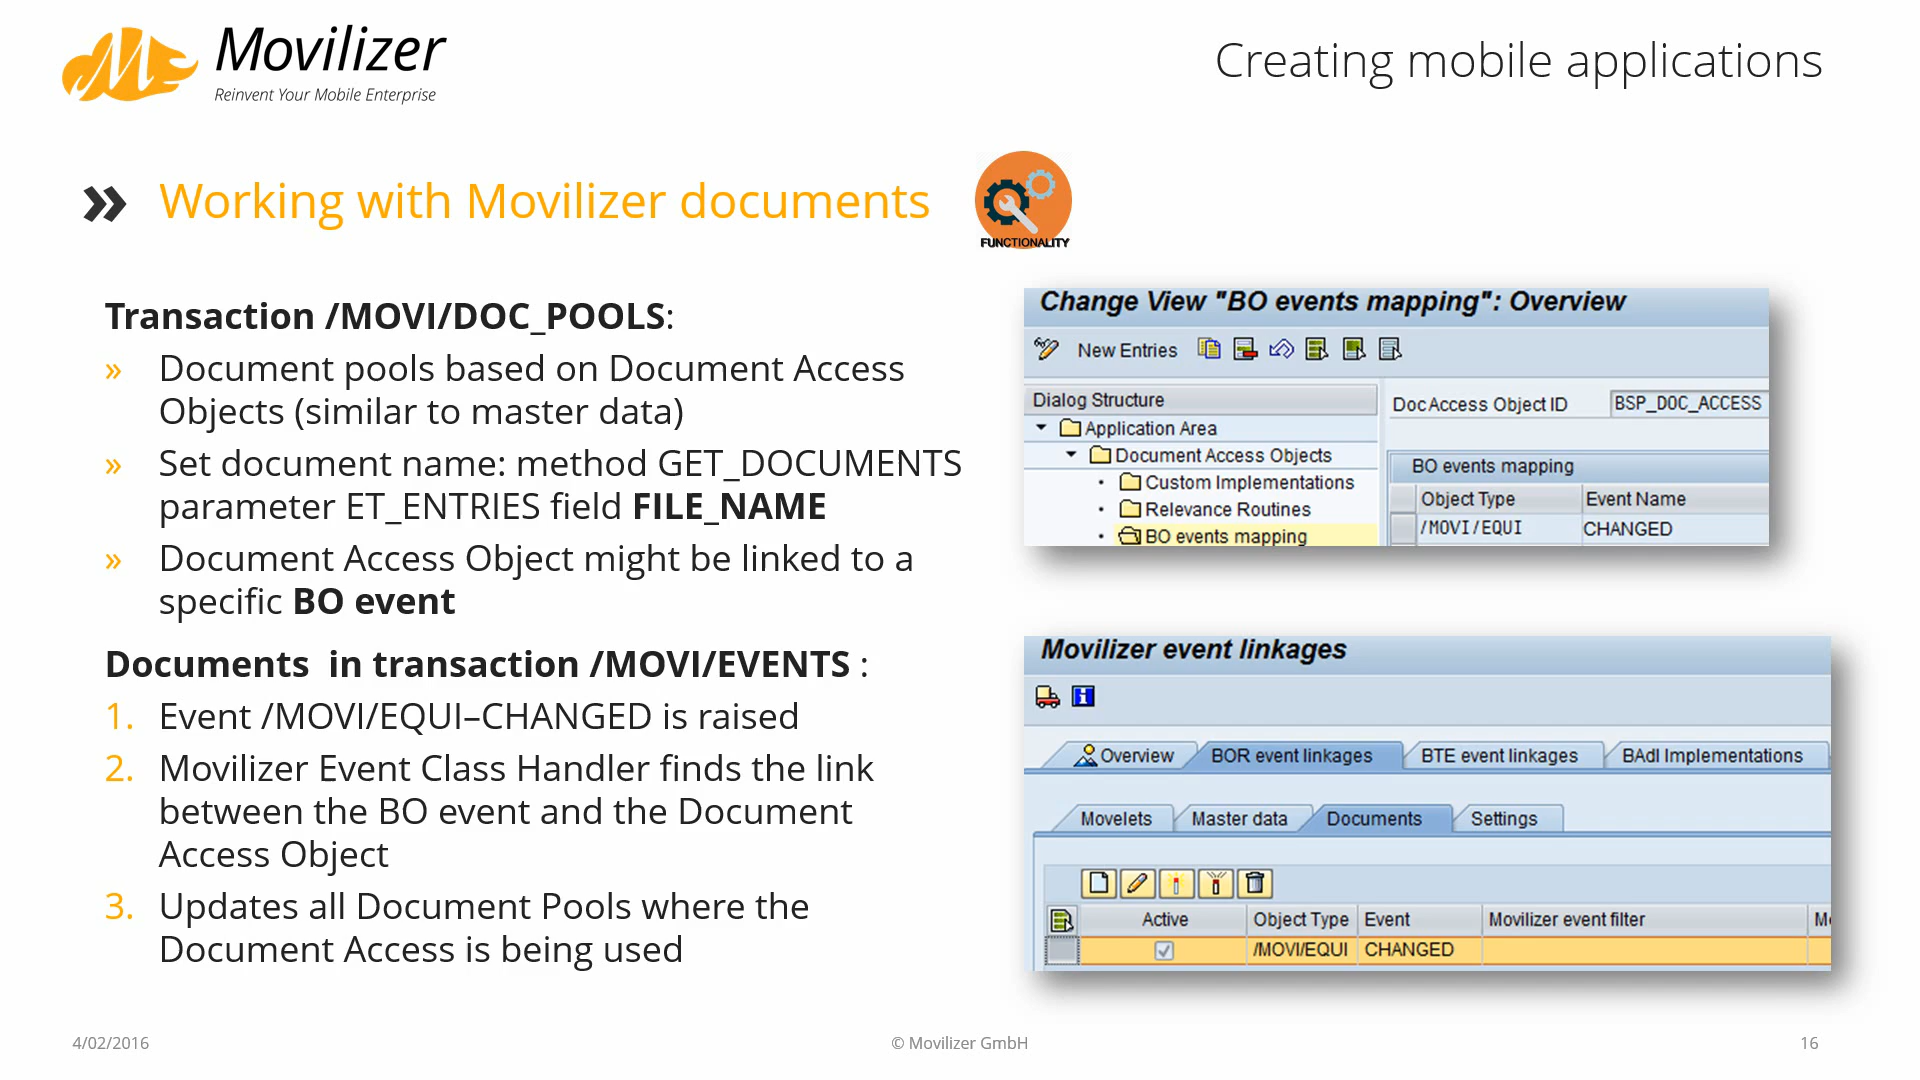 Movilizer
Reinvent Your Mobile Enterprise
Creating mobile applications
» Working with Movilizer documents
FUNCTIONALITY
Transaction /MOVI/DOC_POOLS:
» Document pools based on Document Access
Objects (similar to master data)
» Set document name: method GET_DOCUMENTS
parameter ET_ENTRIES field FILE_NAME
» Document Access Object might be linked to a
specific BO event
Documents  in transaction /MOVI/EVENTS :
1. Event /MOVI/EQUI–CHANGED is raised
2. Movilizer Event Class Handler finds the link
between the BO event and the Document
Access Object
3. Updates all Document Pools where the
Document Access is being used
Change View "BO events mapping": Overview
New Entries
Dialog Structure
Application Area
Document Access Objects
Custom Implementations
Relevance Routines
BO events mapping
Doc Access Object ID BSP_DOC_ACCESS
BO events mapping
Object Type Event Name
/MOVI/EQUI CHANGED
Movilizer event linkages
Overview BOR event linkages BTE event linkages BAdI Implementations
Movelets Master data Documents Settings
Active Object Type Event Movilizer event filter
/MOVI/EQUI CHANGED
4/02/2016
© Movilizer GmbH
16